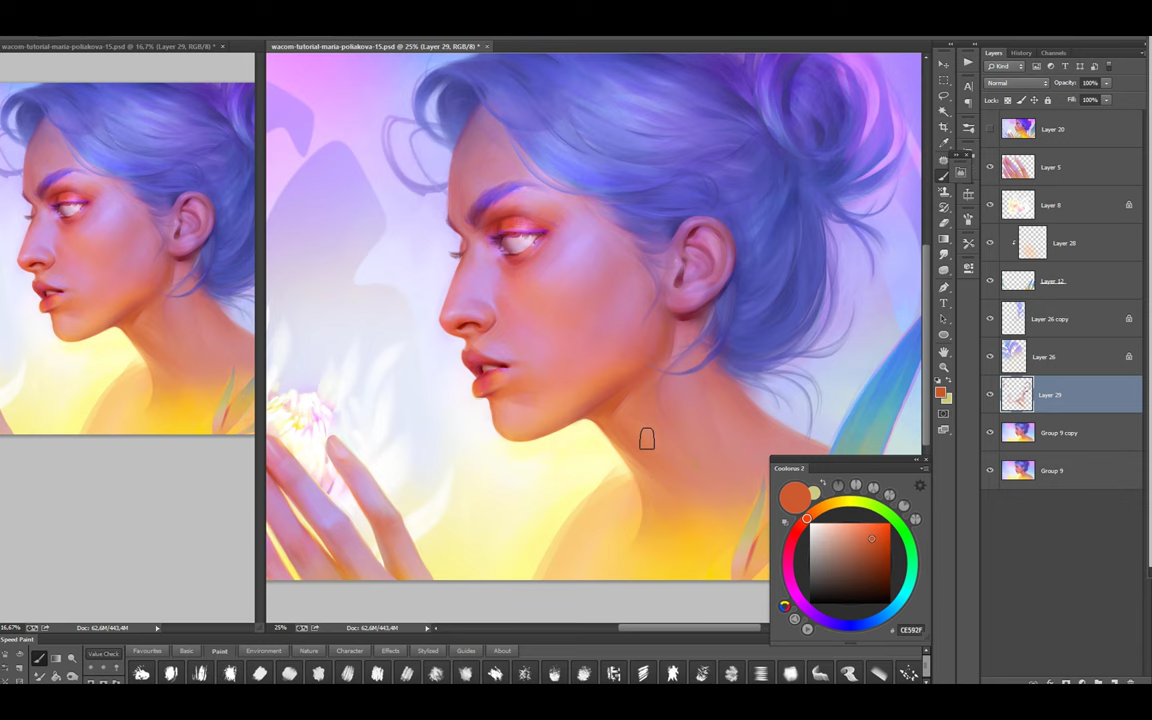 wacom-tutorial-maria-poliakova-15.psd @ 16,7% (Layer 29, RGB/8) * ×
wacom-tutorial-maria-poliakova-15.psd @ 25% (Layer 29, RGB/8) * ×
Layers History Channels
Kind
Normal Opacity: 100%
Lock: Fill: 100%
Layer 20
Layer 5
Layer 8
Layer 28
Layer 12
Layer 26 copy
Layer 26
Layer 29
Group 9 copy
Group 9
Coolorus 2
# CE592F
16,67% Doc: 62,6M/443,4M
25% Doc: 62,6M/443,4M
Speed Paint
Value Check
Favourites Basic Paint Environment Nature Character Effects Stylized Guides About